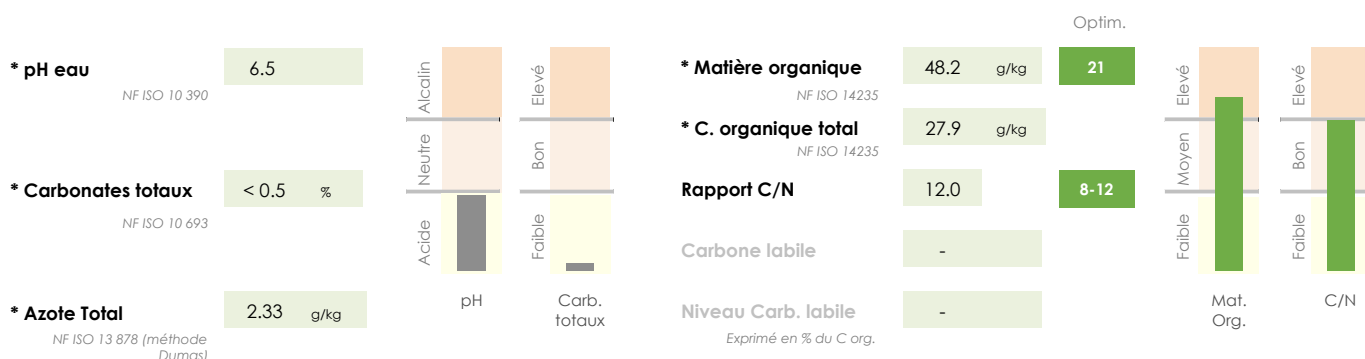 Optim.
* pH eau 6.5
NF ISO 10 390
* Carbonates totaux < 0.5 %
NF ISO 10 693
* Azote Total 2.33 g/kg
NF ISO 13 878 (méthode
Dumas)
Alcalin
Neutre
Acide
pH
Elevé
Bon
Faible
Carb.
totaux
* Matière organique 48.2 g/kg 21
NF ISO 14235
* C. organique total 27.9 g/kg
NF ISO 14235
Rapport C/N 12.0 8-12
Carbone labile -
Niveau Carb. labile -
Exprimé en % du C org.
Elevé
Moyen
Faible
Mat.
Org.
Elevé
Bon
Faible
C/N